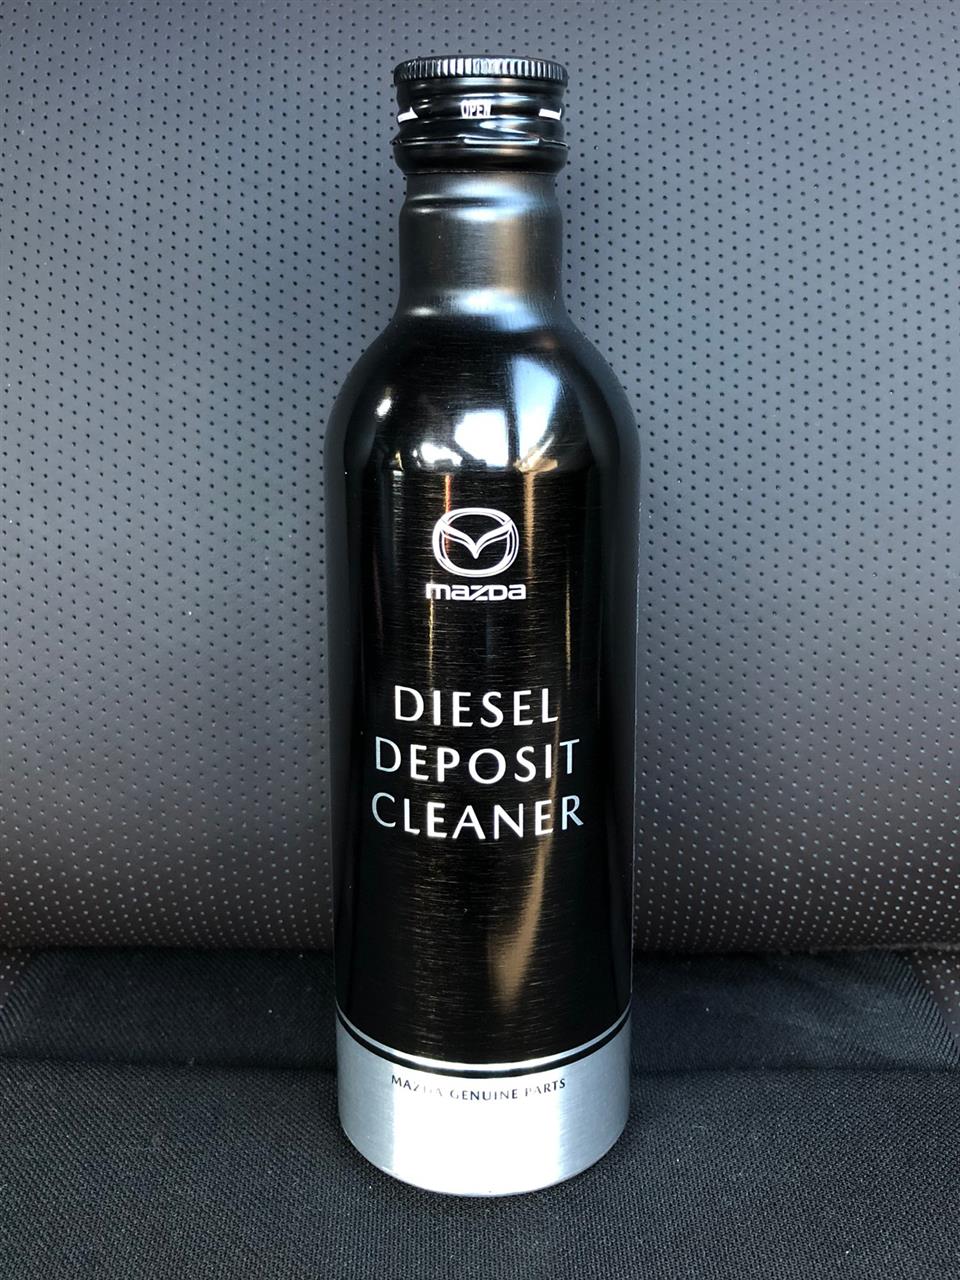 OPEN
mazda
DIESEL
DEPOSIT
CLEANER
MAZDA GENUINE PARTS